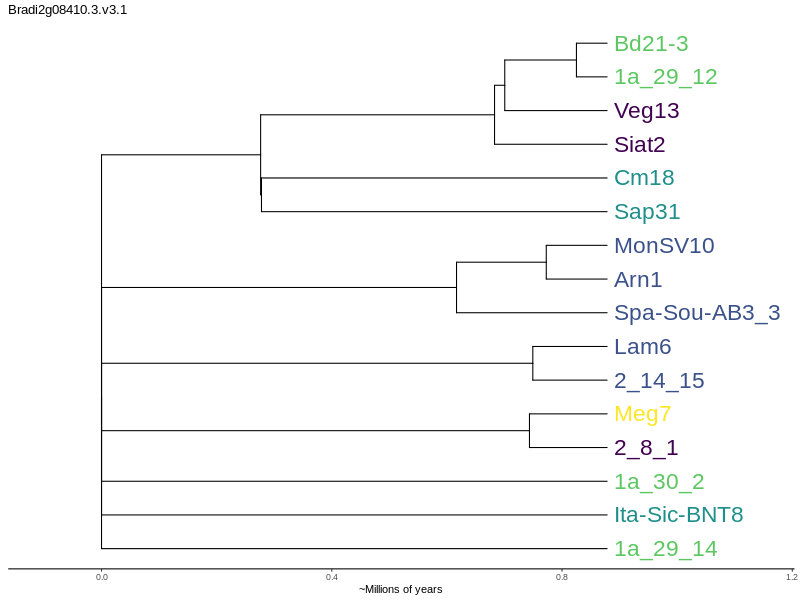 Bradi2g08410.3.v3.1
Bd21-3
1a_29_12
Veg13
Siat2
Cm18
Sap31
MonSV10
Arn1
Spa-Sou-AB3_3
Lam6
2_14_15
Meg7
2_8_1
1a_30_2
Ita-Sic-BNT8
1a_29_14
0.0 0.4 0.8 1.2
~Millions of years